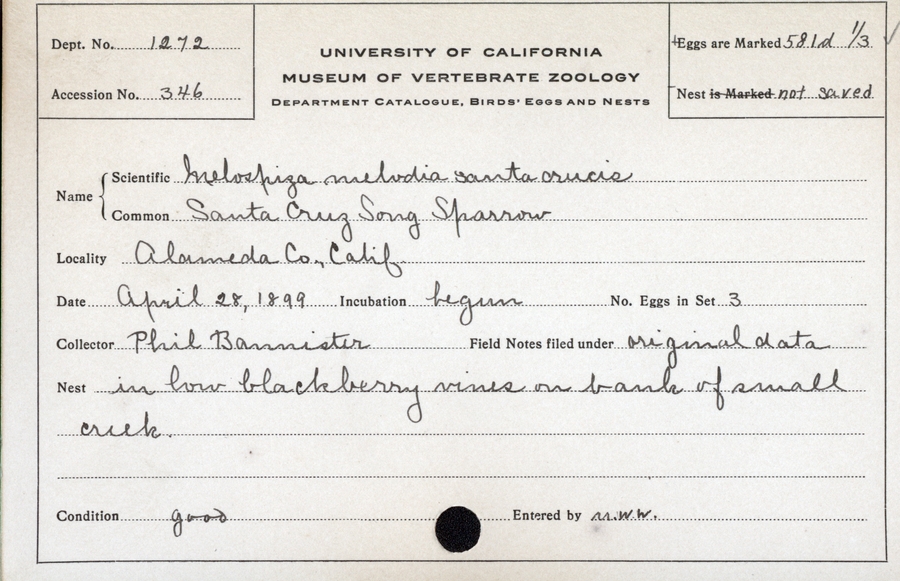 Dept. No. 1272
Accession No. 346
UNIVERSITY OF CALIFORNIA
MUSEUM OF VERTEBRATE ZOOLOGY
DEPARTMENT CATALOGUE, BIRDS' EGGS AND NESTS
Eggs are Marked 581d 1/3
Nest is Marked not saved
Name
Scientific Melospiza melodia santacrucis
Common Santa Cruz Song Sparrow
Locality Alameda Co., Calif.
Date April 28, 1899 Incubation begun No. Eggs in Set 3
Collector Phil Bannister Field Notes filed under original data
Nest in low blackberry vines on bank of small
creek.
Condition good Entered by M.W.W.